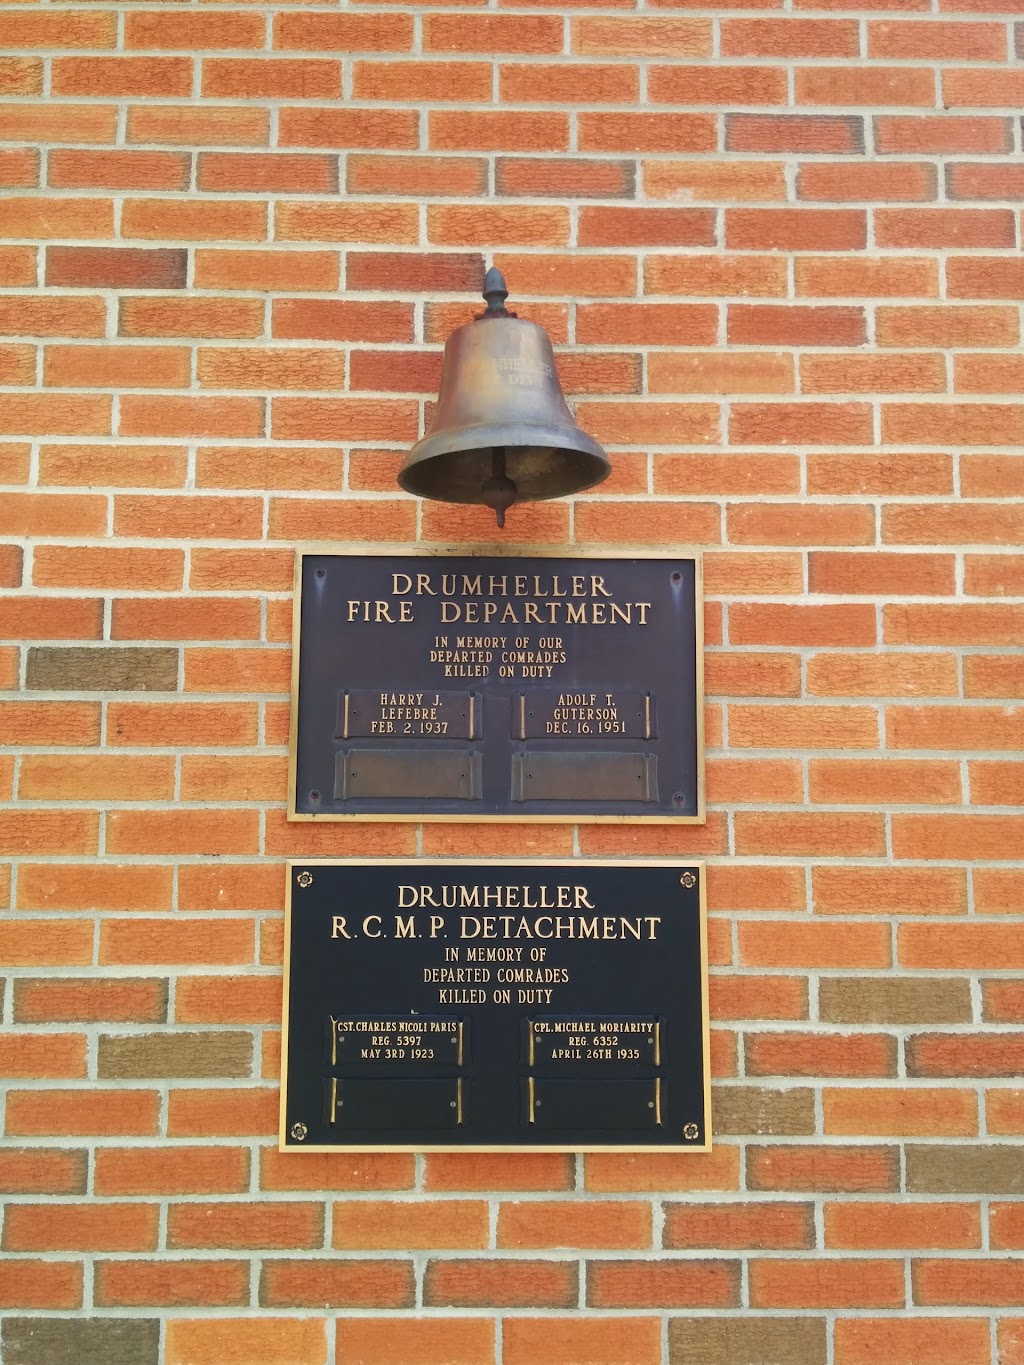 DRUMHELLER
FIRE DEPARTMENT
IN MEMORY OF OUR
DEPARTED COMRADES
KILLED ON DUTY
HARRY J.
LEFEBRE
FEB. 2, 1937
ADOLF T.
GUTERSON
DEC. 16, 1951
DRUMHELLER
R.C.M.P. DETACHMENT
IN MEMORY OF
DEPARTED COMRADES
KILLED ON DUTY
CST. CHARLES NICOLI PARIS
REG. 5397
MAY 3RD 1923
CPL. MICHAEL MORIARITY
REG. 6352
APRIL 26TH 1935